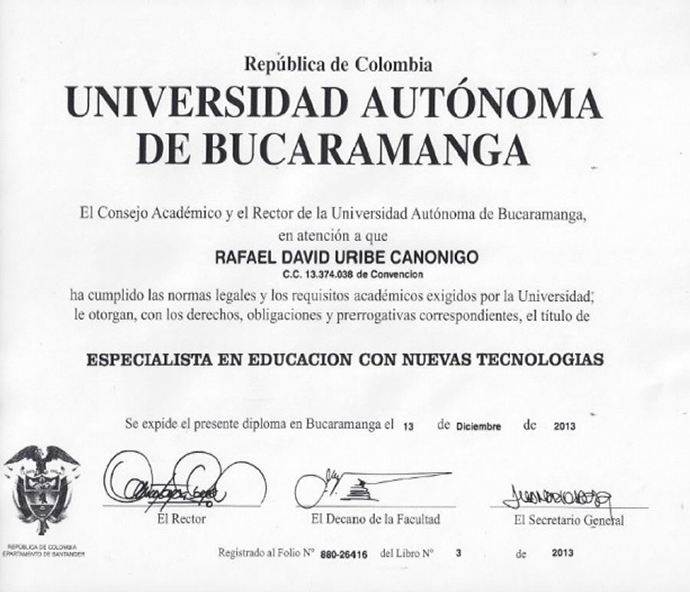 República de Colombia
UNIVERSIDAD AUTÓNOMA
DE BUCARAMANGA
El Consejo Académico y el Rector de la Universidad Autónoma de Bucaramanga,
en atención a que
RAFAEL DAVID URIBE CANONIGO
C.C. 13.374.038 de Convencion
ha cumplido las normas legales y los requisitos académicos exigidos por la Universidad,
le otorgan, con los derechos, obligaciones y prerrogativas correspondientes, el título de
ESPECIALISTA EN EDUCACION CON NUEVAS TECNOLOGIAS
Se expide el presente diploma en Bucaramanga el 13 de Diciembre de 2013
El Rector
El Decano de la Facultad
El Secretario General
REPÚBLICA DE COLOMBIA
EPARTAMENTO DE SANTANDER
Registrado al Folio N° 880-26416 del Libro N° 3 de 2013